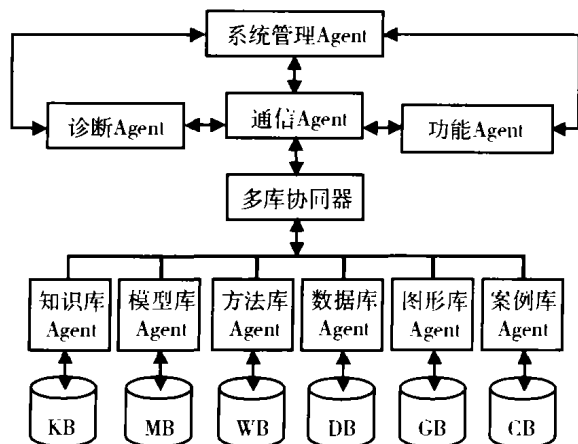 系统管理Agent
诊断Agent
通信Agent
功能Agent
多库协同器
知识库
Agent
模型库
Agent
方法库
Agent
数据库
Agent
图形库
Agent
案例库
Agent
KB
MB
WB
DB
GB
CB